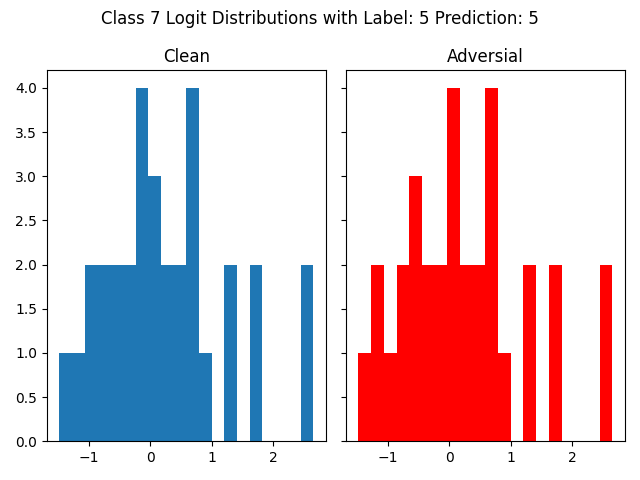 Class 7 Logit Distributions with Label: 5 Prediction: 5
Clean
Adversial
4.0
3.5
3.0
2.5
2.0
1.5
1.0
0.5
0.0
−1 0 1 2
−1 0 1 2